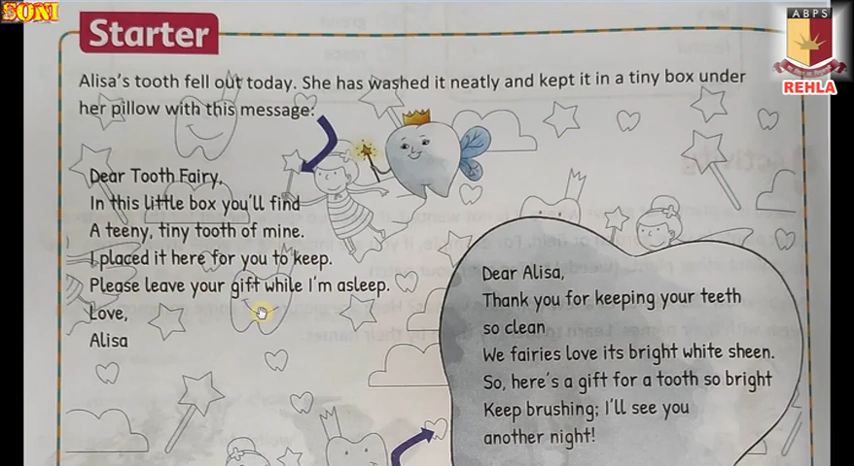 SONI
ABPS
REHLA
Starter
Alisa's tooth fell out today. She has washed it neatly and kept it in a tiny box under
her pillow with this message:
Dear Tooth Fairy,
In this little box you'll find
A teeny, tiny tooth of mine.
I placed it here for you to keep.
Please leave your gift while I'm asleep.
Love,
Alisa
Dear Alisa,
Thank you for keeping your teeth
so clean
We fairies love its bright white sheen.
So, here's a gift for a tooth so bright
Keep brushing; I'll see you
another night!